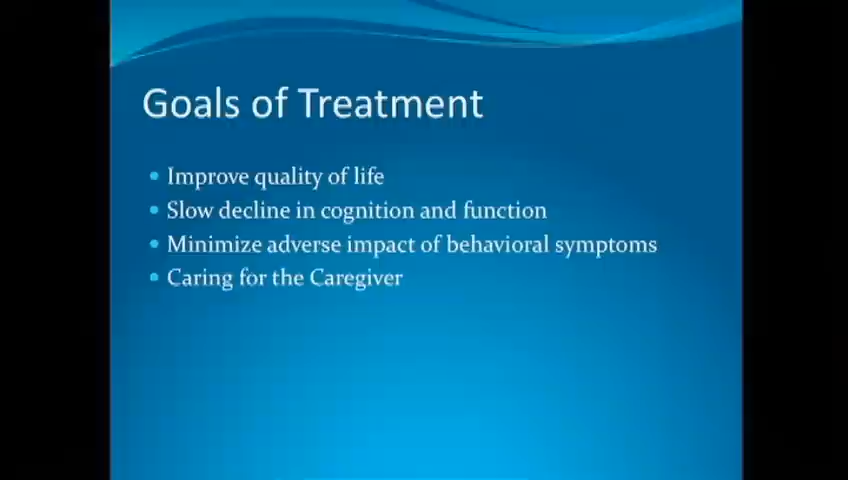 Goals of Treatment
Improve quality of life
Slow decline in cognition and function
Minimize adverse impact of behavioral symptoms
Caring for the Caregiver